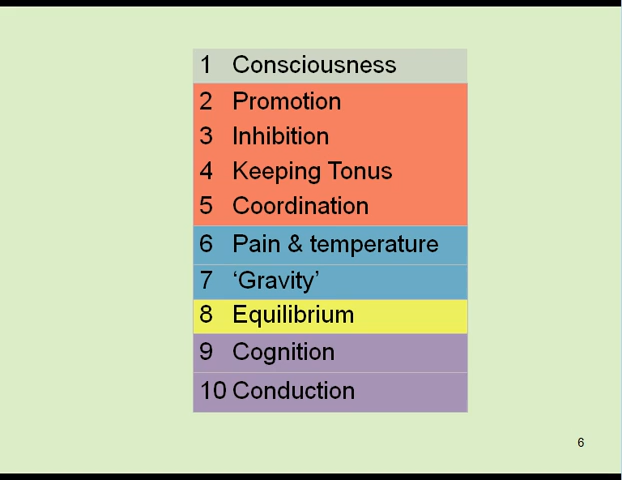 1 Consciousness
2 Promotion
3 Inhibition
4 Keeping Tonus
5 Coordination
6 Pain & temperature
7 ‘Gravity’
8 Equilibrium
9 Cognition
10 Conduction
6